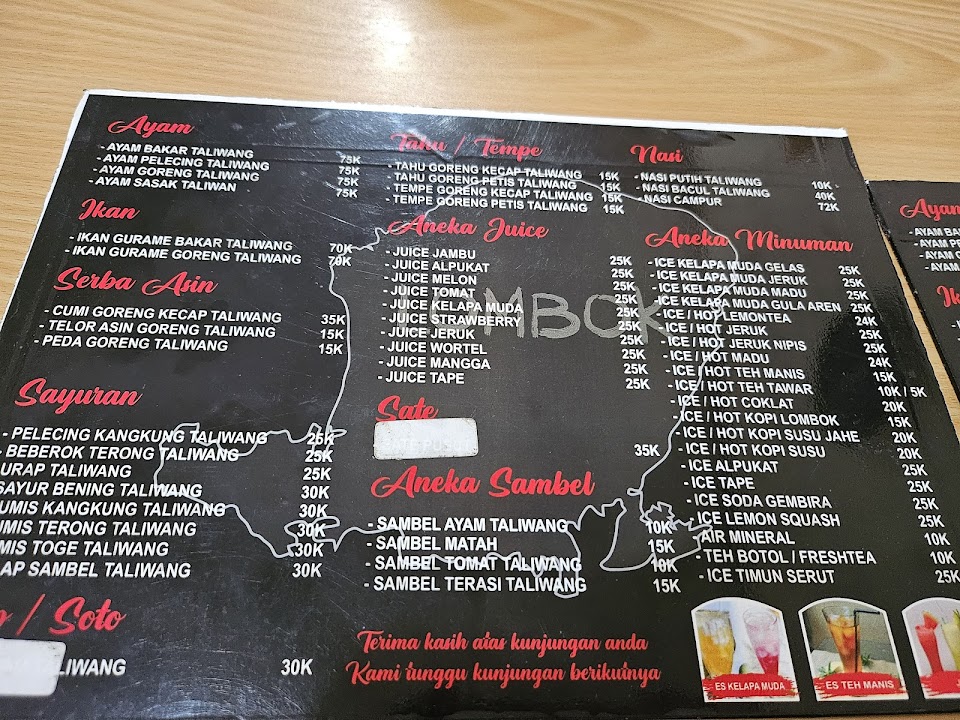 Ayam
- AYAM BAKAR TALIWANG 75K
- AYAM PELECING TALIWANG 75K
- AYAM GORENG TALIWANG 75K
- AYAM SASAK TALIWAN 75K
Ikan
- IKAN GURAME BAKAR TALIWANG 70K
- IKAN GURAME GORENG TALIWANG 70K
Serba Asin
- CUMI GORENG KECAP TALIWANG 35K
- TELOR ASIN GORENG TALIWANG 15K
- PEDA GORENG TALIWANG 15K
Sayuran
- PELECING KANGKUNG TALIWANG 25K
- BEBEROK TERONG TALIWANG 25K
URAP TALIWANG 25K
SAYUR BENING TALIWANG 30K
UMIS KANGKUNG TALIWANG 30K
UMIS TERONG TALIWANG 30K
MIS TOGE TALIWANG 30K
AP SAMBEL TALIWANG 30K
/ Soto
TALIWANG 30K
Tahu / Tempe
- TAHU GORENG KECAP TALIWANG 15K
- TAHU GORENG PETIS TALIWANG 15K
- TEMPE GORENG KECAP TALIWANG 15K
- TEMPE GORENG PETIS TALIWANG 15K
Aneka Juice
- JUICE JAMBU 25K
- JUICE ALPUKAT 25K
- JUICE MELON 25K
- JUICE TOMAT 25K
- JUICE KELAPA MUDA 25K
- JUICE STRAWBERRY 25K
- JUICE JERUK 25K
- JUICE WORTEL 25K
- JUICE MANGGA 25K
- JUICE TAPE 25K
MBOK
Sate
35K
Aneka Sambel
- SAMBEL AYAM TALIWANG 10K
- SAMBEL MATAH 15K
- SAMBEL TOMAT TALIWANG 10K
- SAMBEL TERASI TALIWANG 15K
Terima kasih atas kunjungan anda
Kami tunggu kunjungan berikutnya
Nasi
- NASI PUTIH TALIWANG 10K
- NASI BACUL TALIWANG 40K
- NASI CAMPUR 72K
Aneka Minuman
- ICE KELAPA MUDA GELAS 25K
- ICE KELAPA MUDA JERUK 25K
- ICE KELAPA MUDA MADU 25K
- ICE KELAPA MUDA GULA AREN 25K
- ICE / HOT LEMONTEA 24K
- ICE / HOT JERUK 25K
- ICE / HOT JERUK NIPIS 25K
- ICE / HOT MADU 24K
- ICE / HOT TEH MANIS 15K
- ICE / HOT TEH TAWAR 10K / 5K
- ICE / HOT COKLAT 20K
- ICE / HOT KOPI LOMBOK 15K
- ICE / HOT KOPI SUSU JAHE 20K
- ICE / HOT KOPI SUSU 20K
- ICE ALPUKAT 25K
- ICE TAPE 25K
- ICE SODA GEMBIRA 25K
- ICE LEMON SQUASH 25K
- AIR MINERAL 10K
- TEH BOTOL / FRESHTEA 10K
- ICE TIMUN SERUT 25K
ES KELAPA MUDA
ES TEH MANIS
Ayam
- AYAM BA
- AYAM PE
- AYAM G
- AYAM
Ik